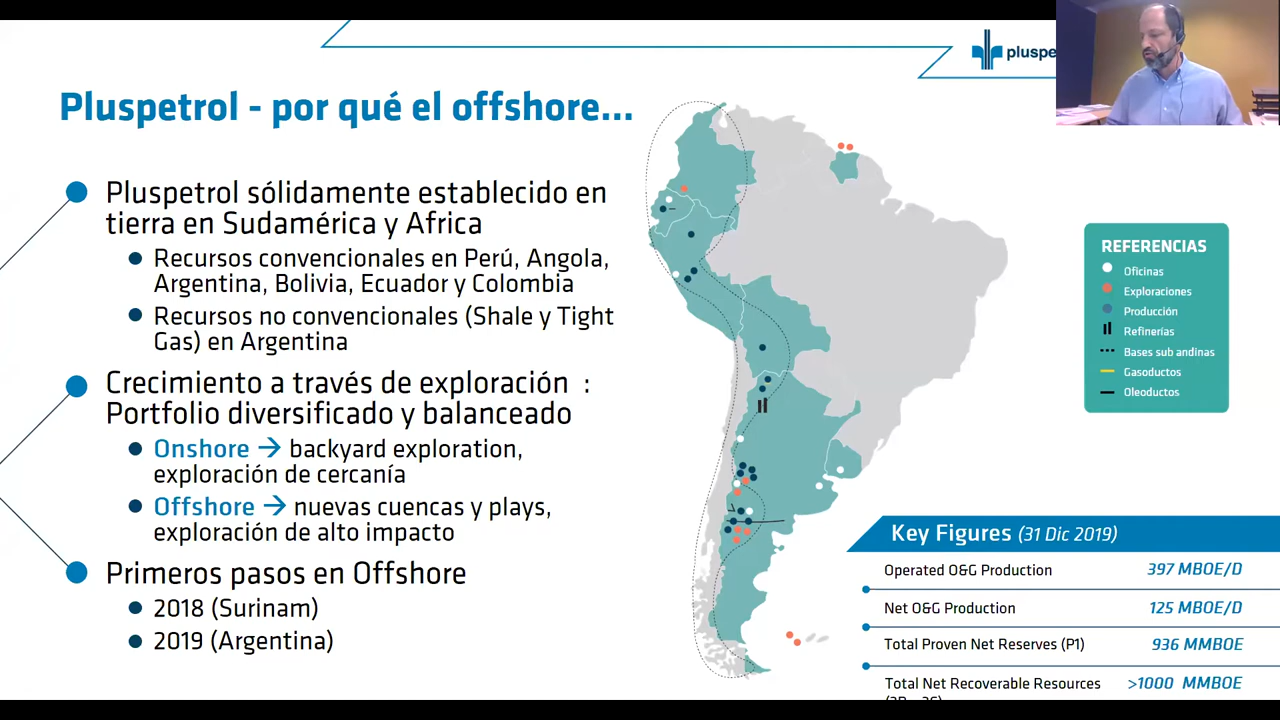 pluspe
Pluspetrol - por qué el offshore...
Pluspetrol sólidamente establecido en
tierra en Sudamérica y Africa
Recursos convencionales en Perú, Angola,
Argentina, Bolivia, Ecuador y Colombia
Recursos no convencionales (Shale y Tight
Gas) en Argentina
Crecimiento a través de exploración :
Portfolio diversificado y balanceado
Onshore → backyard exploration,
exploración de cercanía
Offshore → nuevas cuencas y plays,
exploración de alto impacto
Primeros pasos en Offshore
2018 (Surinam)
2019 (Argentina)
REFERENCIAS
Oficinas
Exploraciones
Producción
Refinerías
Bases sub andinas
Gasoductos
Oleoductos
Key Figures (31 Dic 2019)
Operated O&G Production 397 MBOE/D
Net O&G Production 125 MBOE/D
Total Proven Net Reserves (P1) 936 MMBOE
Total Net Recoverable Resources >1000 MMBOE